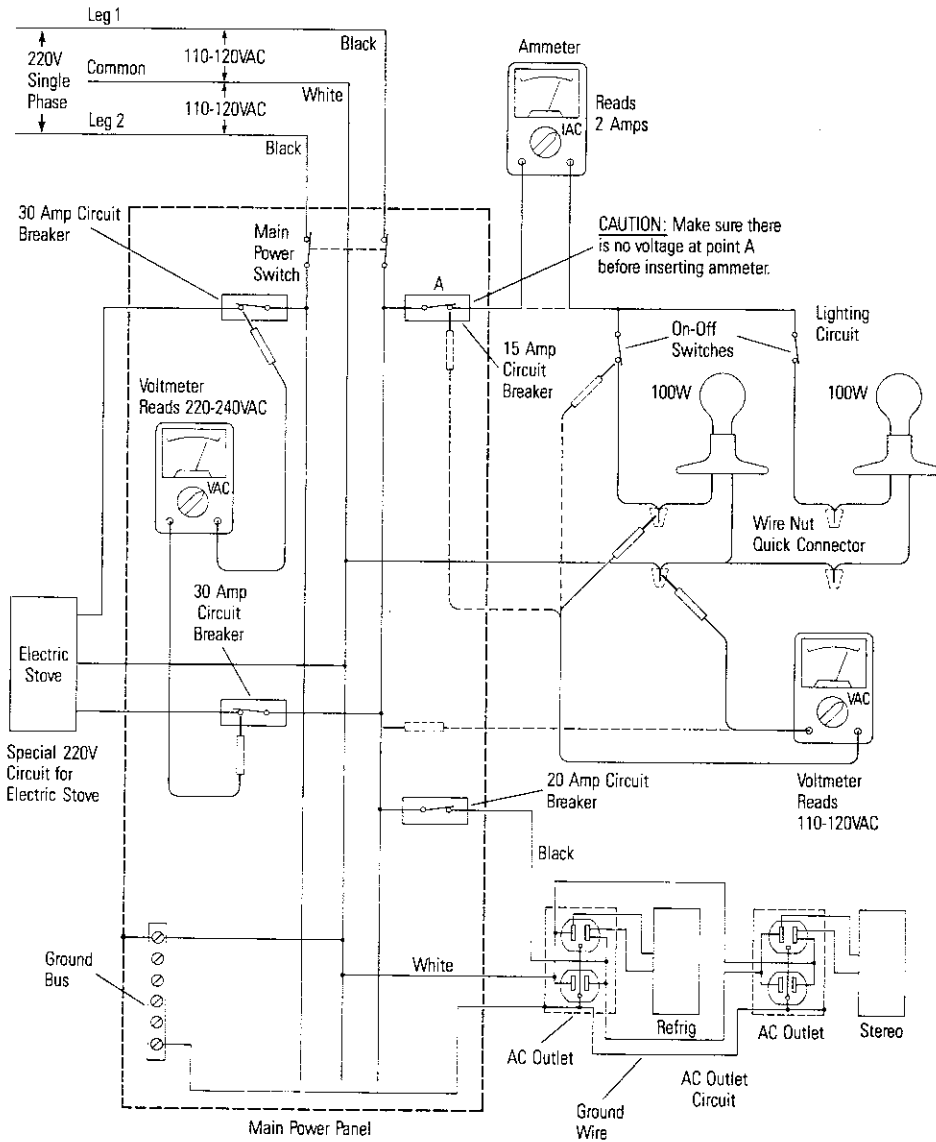 Leg 1
Black
110-120VAC
220V
Single
Phase
Common
White
110-120VAC
Leg 2
Black
Ammeter
Reads
2 Amps
IAC
30 Amp Circuit
Breaker
Main
Power
Switch
A
CAUTION: Make sure there
is no voltage at point A
before inserting ammeter.
15 Amp
Circuit
Breaker
On-Off
Switches
Lighting
Circuit
100W
100W
Voltmeter
Reads 220-240VAC
VAC
Wire Nut
Quick Connector
30 Amp
Circuit
Breaker
Electric
Stove
Special 220V
Circuit for
Electric Stove
VAC
Voltmeter
Reads
110-120VAC
20 Amp Circuit
Breaker
Black
Ground
Bus
White
AC Outlet
Refrig
AC Outlet
Stereo
AC Outlet
Circuit
Ground
Wire
Main Power Panel